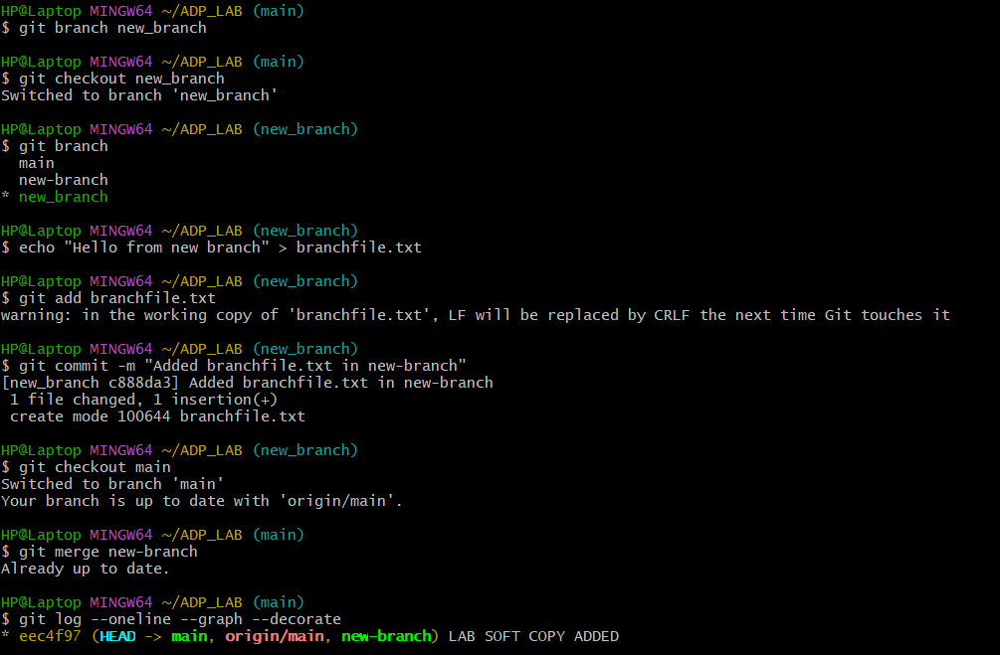 HP@Laptop MINGW64 ~/ADP_LAB (main)
$ git branch new_branch
HP@Laptop MINGW64 ~/ADP_LAB (main)
$ git checkout new_branch
Switched to branch 'new_branch'
HP@Laptop MINGW64 ~/ADP_LAB (new_branch)
$ git branch
  main
  new-branch
* new_branch
HP@Laptop MINGW64 ~/ADP_LAB (new_branch)
$ echo "Hello from new branch" > branchfile.txt
HP@Laptop MINGW64 ~/ADP_LAB (new_branch)
$ git add branchfile.txt
warning: in the working copy of 'branchfile.txt', LF will be replaced by CRLF the next time Git touches it
HP@Laptop MINGW64 ~/ADP_LAB (new_branch)
$ git commit -m "Added branchfile.txt in new-branch"
[new_branch c888da3] Added branchfile.txt in new-branch
 1 file changed, 1 insertion(+)
 create mode 100644 branchfile.txt
HP@Laptop MINGW64 ~/ADP_LAB (new_branch)
$ git checkout main
Switched to branch 'main'
Your branch is up to date with 'origin/main'.
HP@Laptop MINGW64 ~/ADP_LAB (main)
$ git merge new-branch
Already up to date.
HP@Laptop MINGW64 ~/ADP_LAB (main)
$ git log --oneline --graph --decorate
* eec4f97 (HEAD -> main, origin/main, new-branch) LAB SOFT COPY ADDED